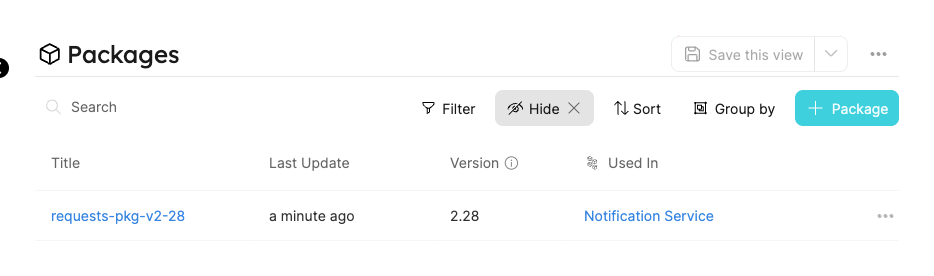 Packages
Save this view
Search
Filter
Hide
Sort
Group by
Package
Title
Last Update
Version
Used In
requests-pkg-v2-28
a minute ago
2.28
Notification Service